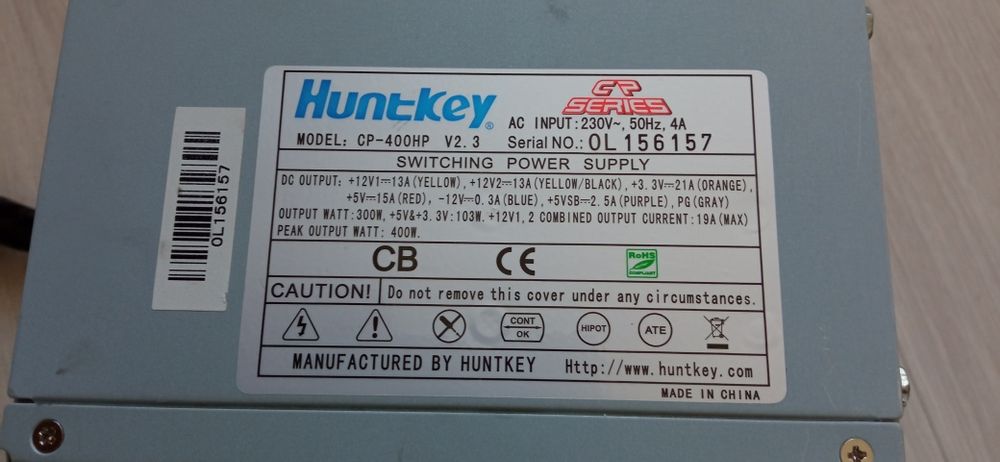 Huntkey®
CP
SERIES
AC INPUT:230V~, 50Hz, 4A
MODEL: CP-400HP V2.3
Serial NO.: 0L156157
SWITCHING POWER SUPPLY
DC OUTPUT: +12V1⎓13A(YELLOW), +12V2⎓13A(YELLOW/BLACK), +3.3V⎓21A(ORANGE),
+5V⎓15A(RED), -12V⎓0.3A(BLUE), +5VSB⎓2.5A(PURPLE), PG(GRAY)
OUTPUT WATT:300W, +5V&+3.3V:103W. +12V1, 2 COMBINED OUTPUT CURRENT:19A(MAX)
PEAK OUTPUT WATT: 400W.
CB
CE
RoHS
COMPLIANT
CAUTION! Do not remove this cover under any circumstances.
CONT
OK
HIPOT
ATE
MANUFACTURED BY HUNTKEY Http://www.huntkey.com
MADE IN CHINA
0L156157